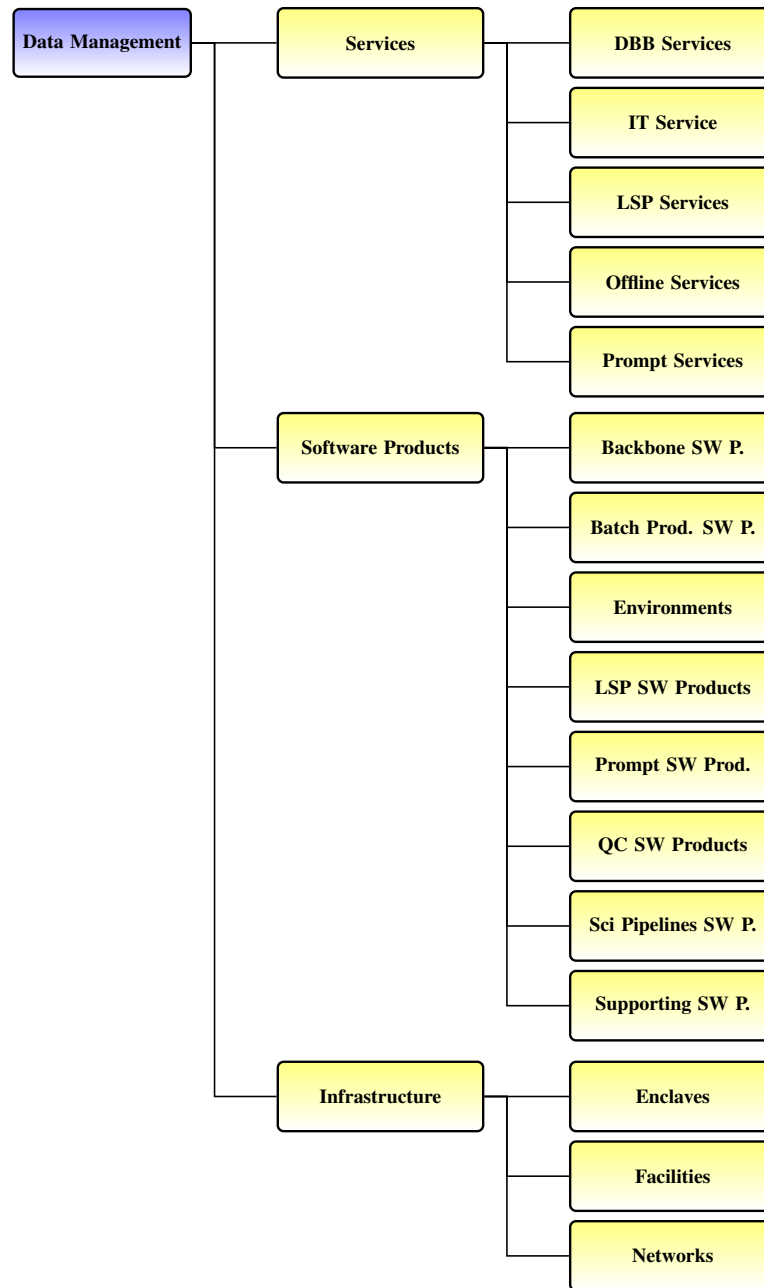 Data Management
Services
DBB Services
IT Service
LSP Services
Offline Services
Prompt Services
Software Products
Backbone SW P.
Batch Prod. SW P.
Environments
LSP SW Products
Prompt SW Prod.
QC SW Products
Sci Pipelines SW P.
Supporting SW P.
Infrastructure
Enclaves
Facilities
Networks